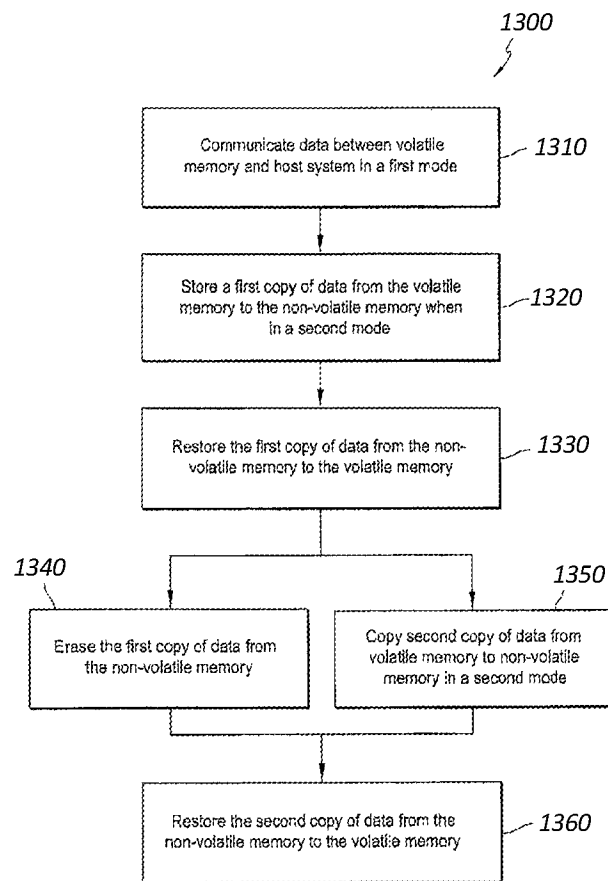 1300
Communicate data between volatile
memory and host system in a first mode
1310
Store a first copy of data from the volatile
memory to the non-volatile memory when
in a second mode
1320
Restore the first copy of data from the non-
volatile memory to the volatile memory
1330
1340
Erase the first copy of data from
the non-volatile memory
1350
Copy second copy of data from
volatile memory to non-volatile
memory in a second mode
Restore the second copy of data from the
non-volatile memory to the volatile memory
1360